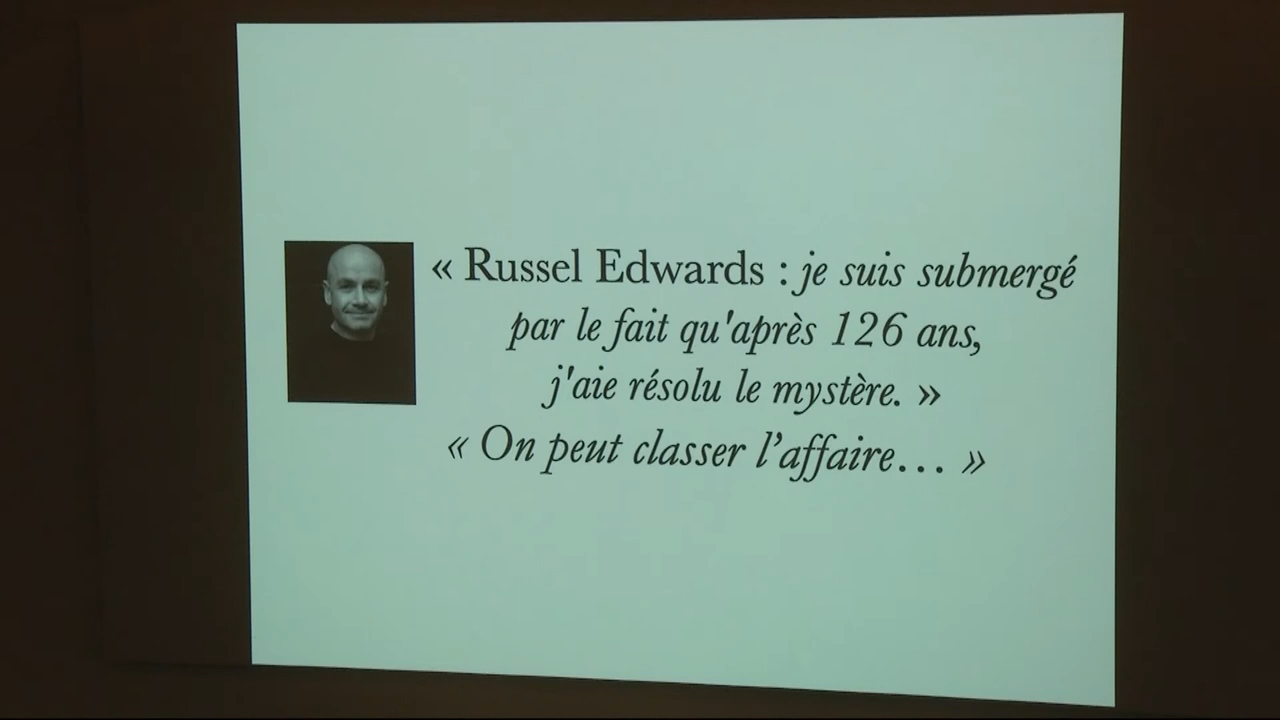 « Russel Edwards : je suis submergé
par le fait qu'après 126 ans,
j'aie résolu le mystère. »
« On peut classer l’affaire… »